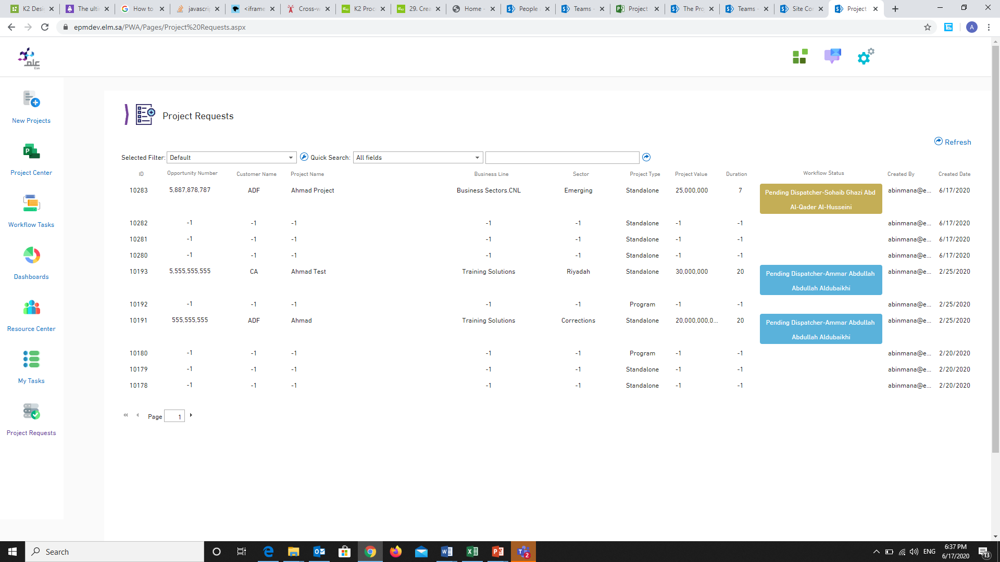 K2 Desi
The ulti
How to
javascrip
<iframe
Cross-w
K2 Proc
29. Crea
Home -
People
Teams -
Project
The Pro
Teams -
Site Con
Project
epmdev.elm.sa/PWA/Pages/Project%20Requests.aspx
A
علم
Elm
New Projects
Project Center
Workflow Tasks
Dashboards
Resource Center
My Tasks
Project Requests
Project Requests
Refresh
Selected Filter: Default Quick Search: All fields
ID Opportunity Number Customer Name Project Name Business Line Sector Project Type Project Value Duration Workflow Status Created By Created Date
10283 5,887,878,787 ADF Ahmad Project Business Sectors.CNL Emerging Standalone 25,000,000 7 Pending Dispatcher-Sohaib Ghazi Abd abinmana@e... 6/17/2020
Al-Qader Al-Husseini
10282 -1 -1 -1 -1 -1 Standalone -1 -1 abinmana@e... 6/17/2020
10281 -1 -1 -1 -1 -1 Standalone -1 -1 abinmana@e... 6/17/2020
10280 -1 -1 -1 -1 -1 Standalone -1 -1 abinmana@e... 6/17/2020
10193 5,555,555,555 CA Ahmad Test Training Solutions Riyadah Standalone 30,000,000 20 Pending Dispatcher-Ammar Abdullah abinmana@e... 2/25/2020
Abdullah Aldubaikhi
10192 -1 -1 -1 -1 -1 Program -1 -1 abinmana@e... 2/25/2020
10191 555,555,555 ADF Ahmad Training Solutions Corrections Standalone 20,000,000,0... 20 Pending Dispatcher-Ammar Abdullah abinmana@e... 2/25/2020
Abdullah Aldubaikhi
10180 -1 -1 -1 -1 -1 Program -1 -1 abinmana@e... 2/20/2020
10179 -1 -1 -1 -1 -1 Standalone -1 -1 abinmana@e... 2/20/2020
10178 -1 -1 -1 -1 -1 Standalone -1 -1 abinmana@e... 2/20/2020
Page 1
Search
ENG
6:37 PM
6/17/2020
13
2